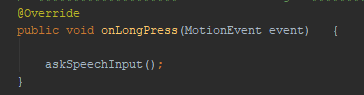 @Override
public void onLongPress(MotionEvent event)   {
askSpeechInput();
}